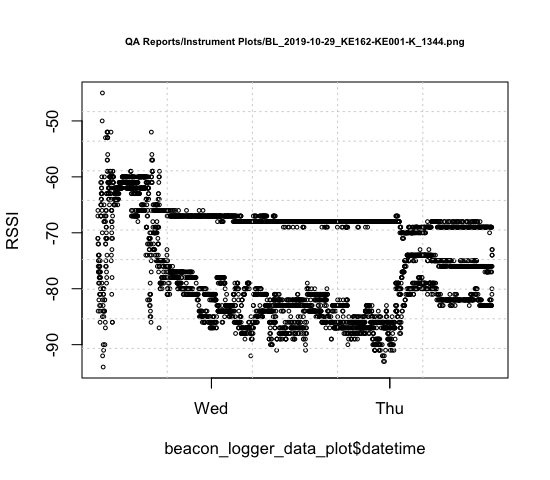 QA Reports/Instrument Plots/BL_2019-10-29_KE162-KE001-K_1344.png
-50
-60
-70
-80
-90
RSSI
Wed Thu
beacon_logger_data_plot$datetime